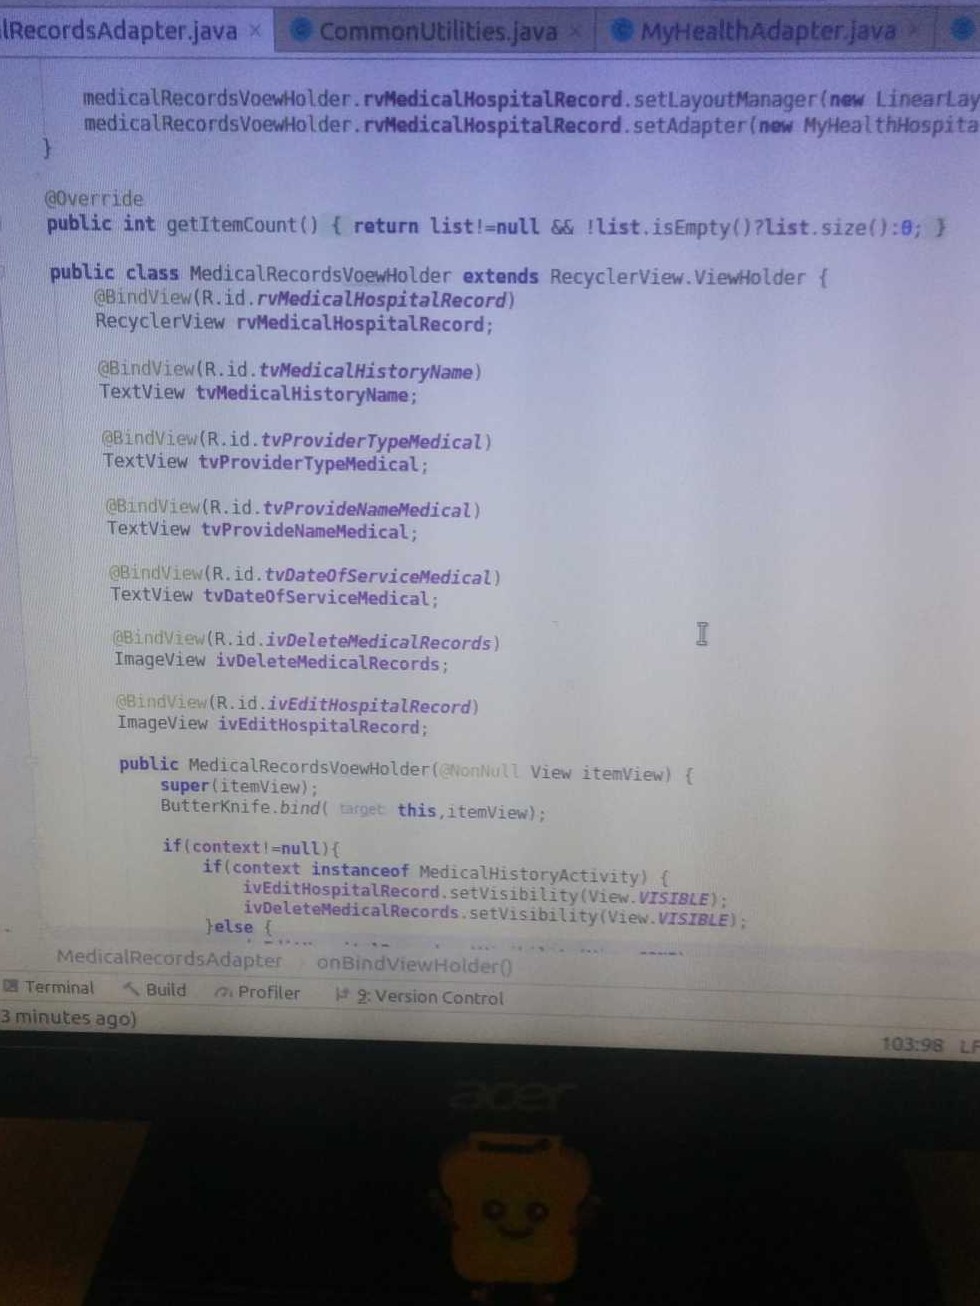 lRecordsAdapter.java × CommonUtilities.java × MyHealthAdapter.java ×
medicalRecordsVoewHolder.rvMedicalHospitalRecord.setLayoutManager(new LinearLay
medicalRecordsVoewHolder.rvMedicalHospitalRecord.setAdapter(new MyHealthHospita
}
@Override
public int getItemCount() { return list!=null && !list.isEmpty()?list.size():0; }
public class MedicalRecordsVoewHolder extends RecyclerView.ViewHolder {
@BindView(R.id.rvMedicalHospitalRecord)
RecyclerView rvMedicalHospitalRecord;
@BindView(R.id.tvMedicalHistoryName)
TextView tvMedicalHistoryName;
@BindView(R.id.tvProviderTypeMedical)
TextView tvProviderTypeMedical;
@BindView(R.id.tvProvideNameMedical)
TextView tvProvideNameMedical;
@BindView(R.id.tvDateOfServiceMedical)
TextView tvDateOfServiceMedical;
@BindView(R.id.ivDeleteMedicalRecords)
ImageView ivDeleteMedicalRecords;
@BindView(R.id.ivEditHospitalRecord)
ImageView ivEditHospitalRecord;
public MedicalRecordsVoewHolder(@NonNull View itemView) {
super(itemView);
ButterKnife.bind( target: this,itemView);
if(context!=null){
if(context instanceof MedicalHistoryActivity) {
ivEditHospitalRecord.setVisibility(View.VISIBLE);
ivDeleteMedicalRecords.setVisibility(View.VISIBLE);
}else {
MedicalRecordsAdapter › onBindViewHolder()
Terminal Build Profiler 9: Version Control
3 minutes ago)
103:98 LF
acer